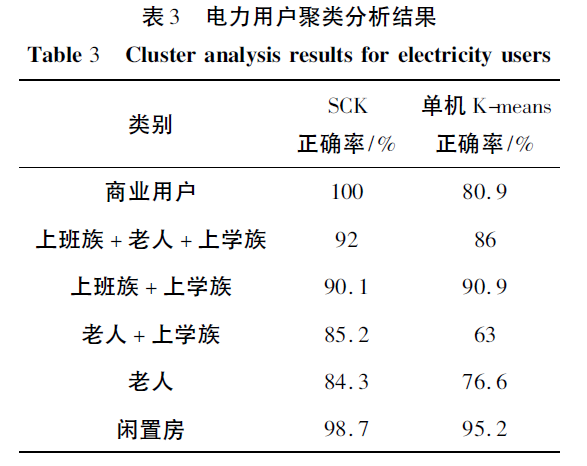 表3 电力用户聚类分析结果
Table 3 Cluster analysis results for electricity users
类别 SCK 正确率/% 单机 K-means 正确率/%
商业用户 100 80.9
上班族+老人+上学族 92 86
上班族+上学族 90.1 90.9
老人+上学族 85.2 63
老人 84.3 76.6
闲置房 98.7 95.2